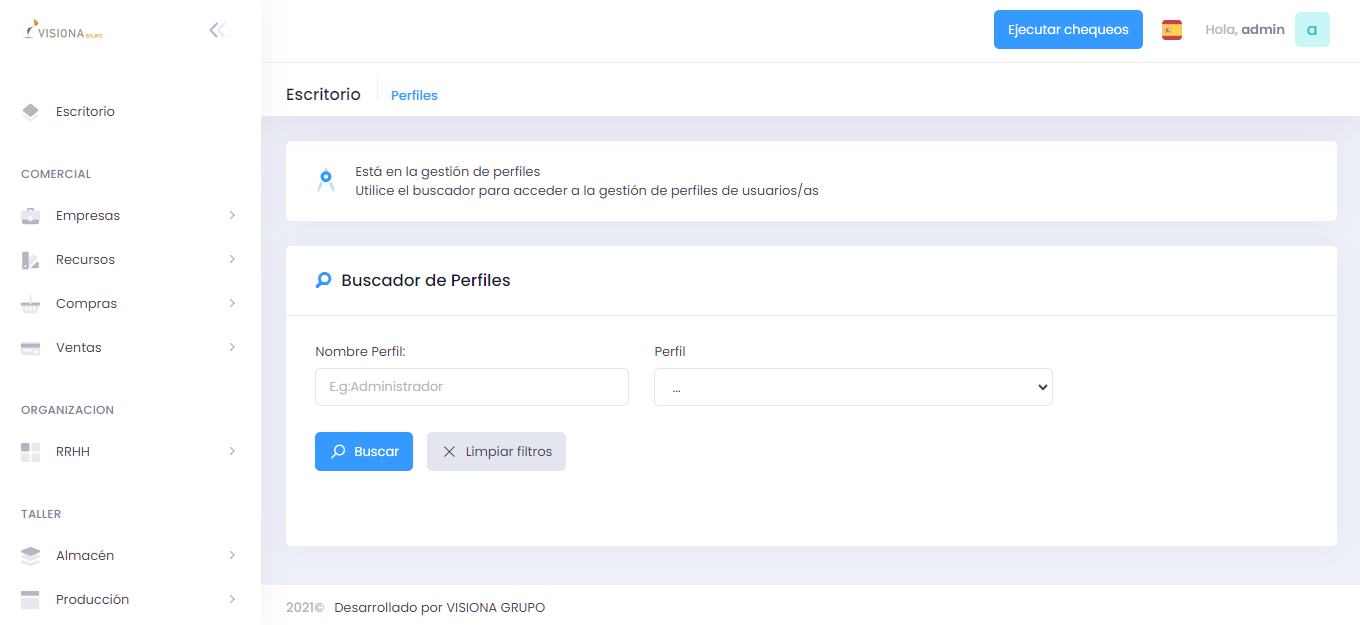 VISIONA GRUPO
Ejecutar chequeos
Hola, admin
a
Escritorio
Perfiles
Escritorio
COMERCIAL
Empresas
Recursos
Compras
Ventas
ORGANIZACION
RRHH
TALLER
Almacén
Producción
Está en la gestión de perfiles
Utilice el buscador para acceder a la gestión de perfiles de usuarios/as
Buscador de Perfiles
Nombre Perfil:
Perfil
E.g:Administrador
...
Buscar
Limpiar filtros
2021© Desarrollado por VISIONA GRUPO